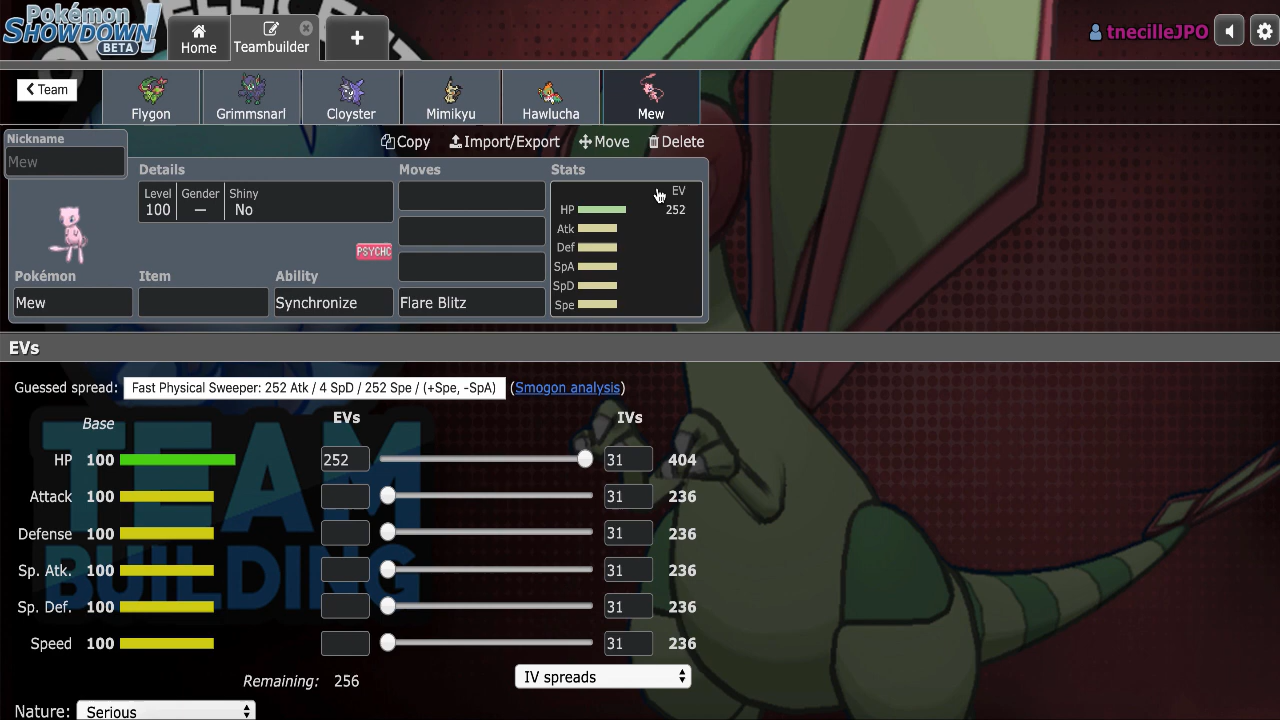 Pokémon
SHOWDOWN!
BETA
Home
Teambuilder
+
tnecilleJPO
Team
Flygon
Grimmsnarl
Cloyster
Mimikyu
Hawlucha
Mew
Copy
Import/Export
Move
Delete
Nickname
Mew
Details
Level
Gender
Shiny
100
—
No
PSYCHC
Pokémon
Item
Ability
Mew
Synchronize
Moves
Flare Blitz
Stats
EV
HP 252
Atk
Def
SpA
SpD
Spe
EVs
Guessed spread: Fast Physical Sweeper: 252 Atk / 4 SpD / 252 Spe / (+Spe, -SpA) (Smogon analysis)
Base EVs IVs
HP 100 252 31 404
Attack 100 31 236
Defense 100 31 236
Sp. Atk. 100 31 236
Sp. Def. 100 31 236
Speed 100 31 236
Remaining: 256
IV spreads
Nature: Serious
TEAM
BUILDING